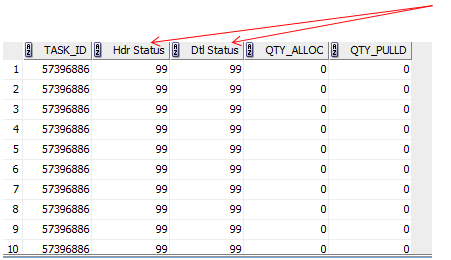 TASK_ID Hdr Status Dtl Status QTY_ALLOC QTY_PULLD
1 57396886 99 99 0 0
2 57396886 99 99 0 0
3 57396886 99 99 0 0
4 57396886 99 99 0 0
5 57396886 99 99 0 0
6 57396886 99 99 0 0
7 57396886 99 99 0 0
8 57396886 99 99 0 0
9 57396886 99 99 0 0
10 57396886 99 99 0 0